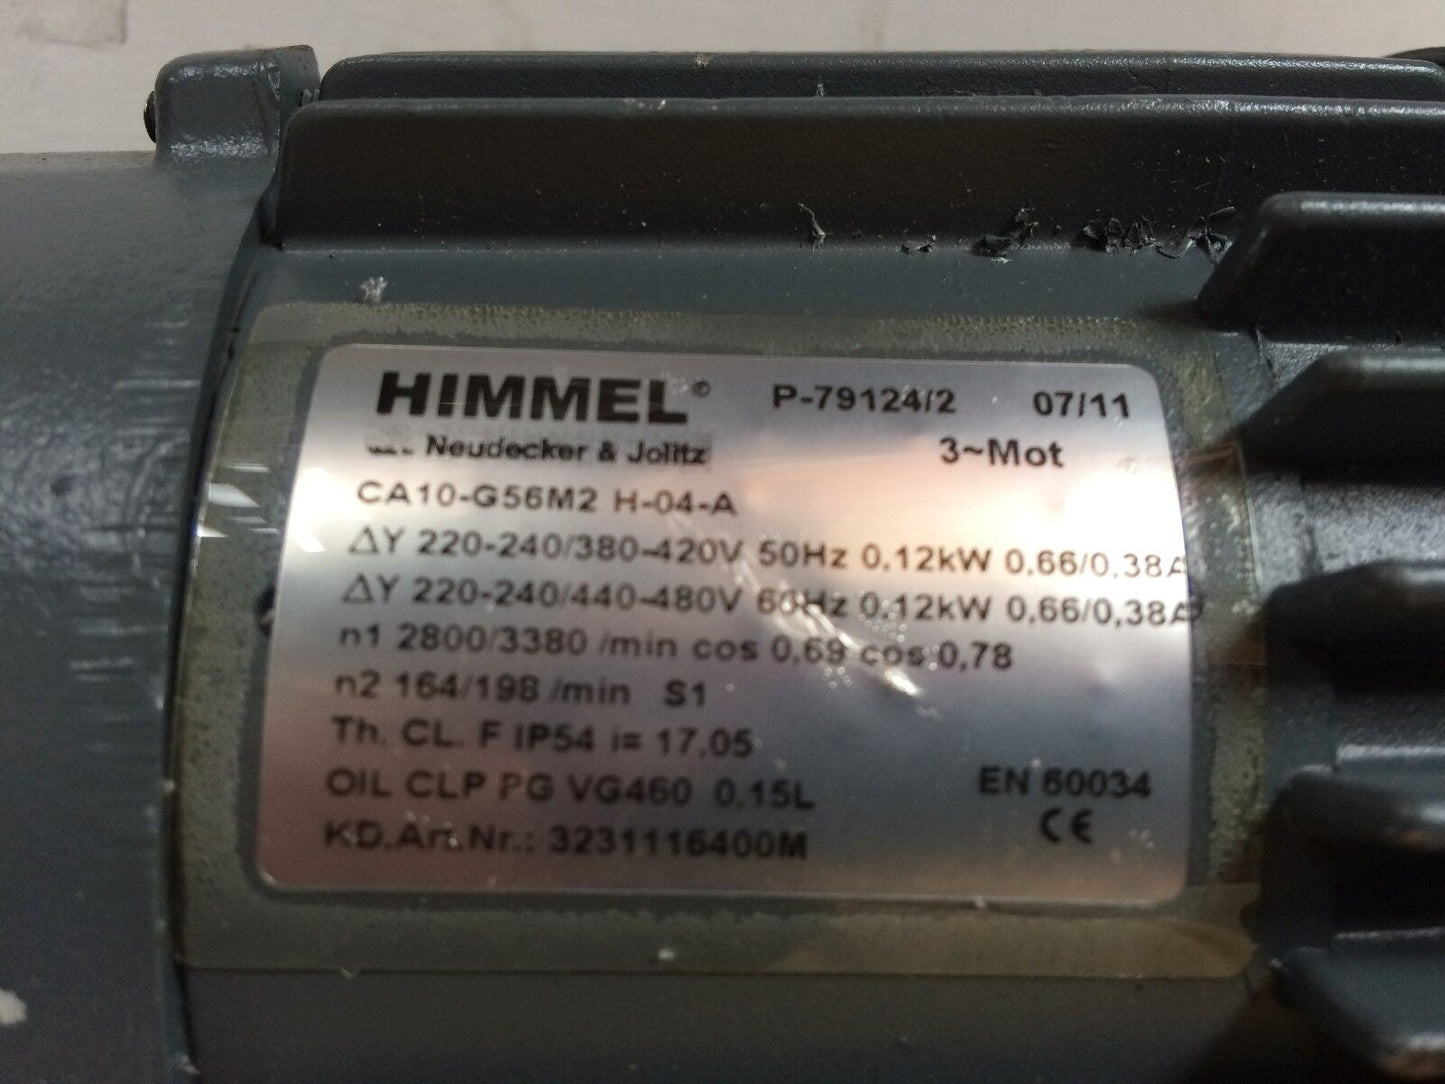 HIMMEL© P-79124/2 07/11
Neudecker & Jolitz 3~Mot
CA10-G56M2 H-04-A
ΔY 220-240/380-420V 50Hz 0,12kW 0,66/0,38A
ΔY 220-240/440-480V 60Hz 0,12kW 0,66/0,38A
n1 2800/3380 /min cos 0,69 cos 0,78
n2 164/198 /min S1
Th. CL. F IP54 i= 17,05
OIL CLP PG VG460 0.15L EN 60034
KD.Art.Nr.: 3231116400M CE